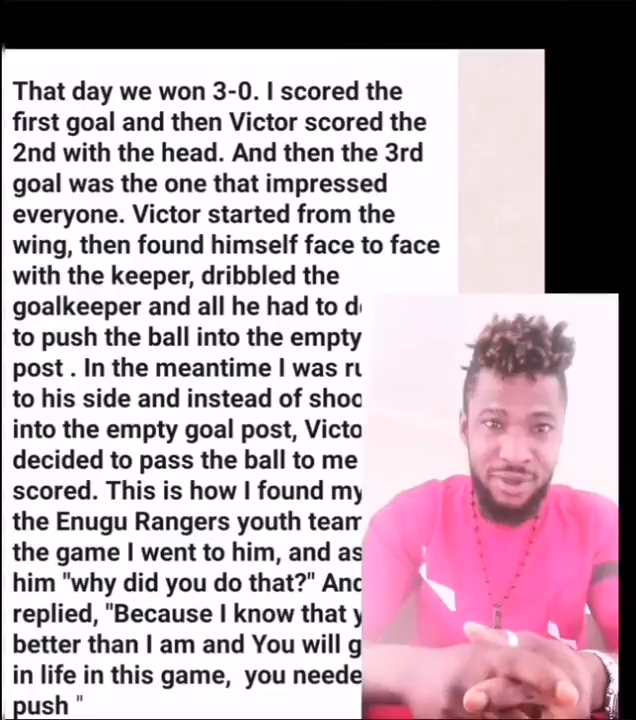 That day we won 3-0. I scored the
first goal and then Victor scored the
2nd with the head. And then the 3rd
goal was the one that impressed
everyone. Victor started from the
wing, then found himself face to face
with the keeper, dribbled the
goalkeeper and all he had to
to push the ball into the empty
post . In the meantime I was
to his side and instead of
into the empty goal post,
decided to pass the ball to me
scored. This is how I found
the Enugu Rangers youth team
the game I went to him, and
him "why did you do that?"
replied, "Because I know that
better than I am and You will
in life in this game, you
push "